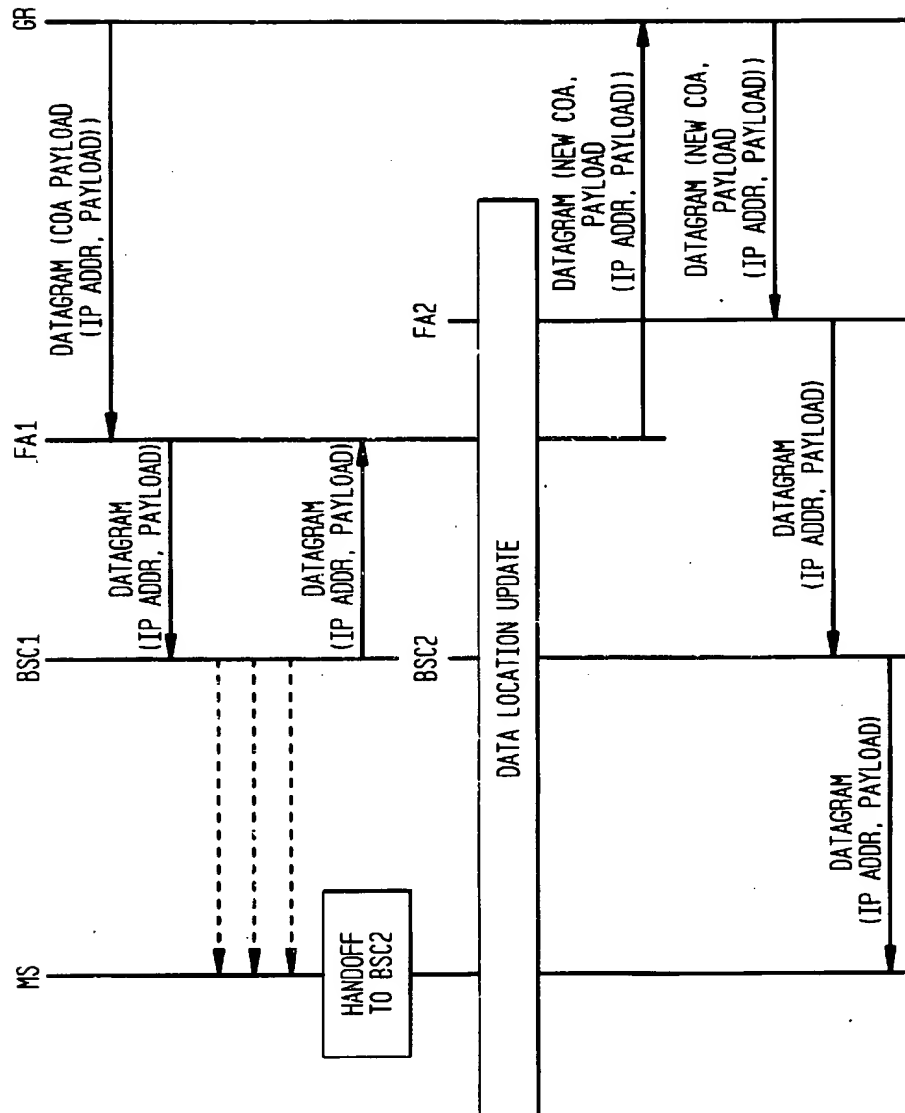 MS
BSC1
FA1
GR
DATAGRAM (COA PAYLOAD
(IP ADDR, PAYLOAD))
DATAGRAM
(IP ADDR, PAYLOAD)
HANDOFF
TO BSC2
DATAGRAM
(IP ADDR, PAYLOAD)
BSC2
FA2
DATA LOCATION UPDATE
DATAGRAM (NEW COA,
PAYLOAD
(IP ADDR, PAYLOAD))
DATAGRAM (NEW COA,
PAYLOAD
(IP ADDR, PAYLOAD))
DATAGRAM
(IP ADDR, PAYLOAD)
DATAGRAM
(IP ADDR, PAYLOAD)